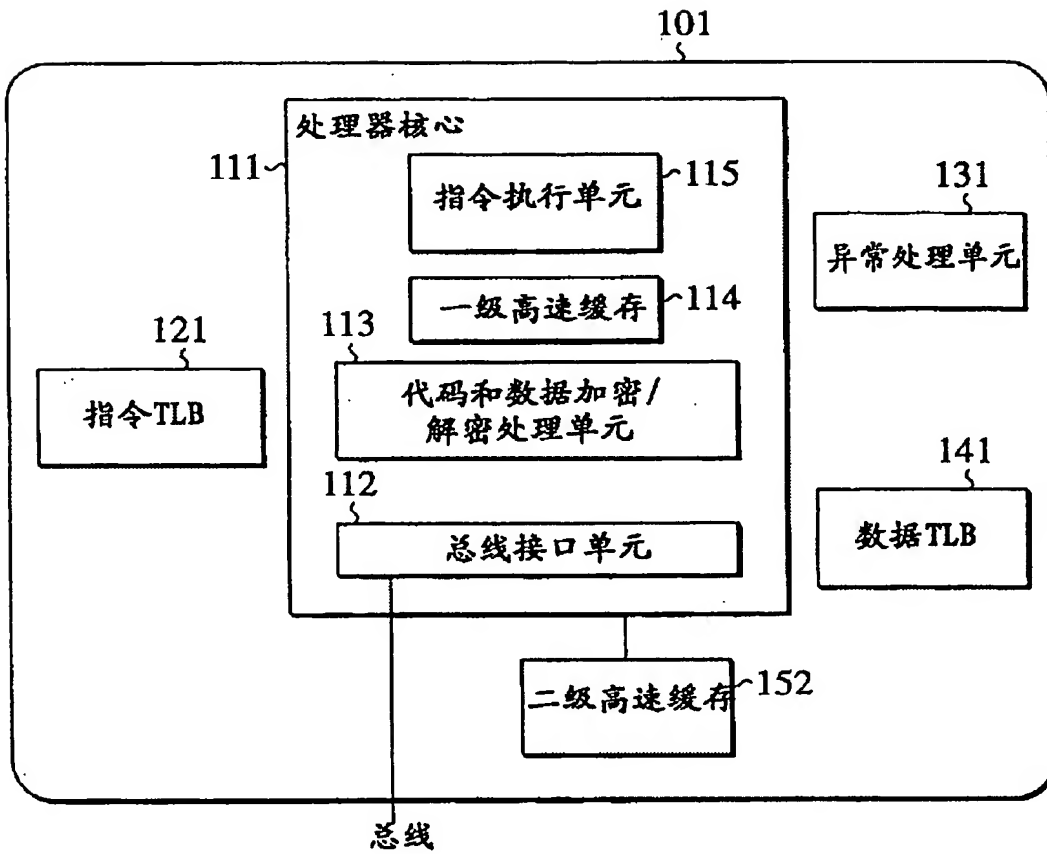 101
处理器核心
111
指令执行单元
115
131
异常处理单元
一级高速缓存
114
113
121
指令TLB
代码和数据加密/
解密处理单元
112
总线接口单元
141
数据TLB
二级高速缓存
152
总线